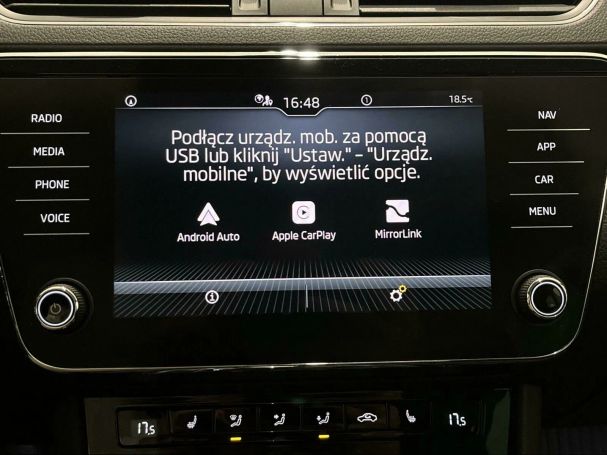 RADIO
MEDIA
PHONE
VOICE
16:48
1
18.5°C
Podłącz urządz. mob. za pomocą
USB lub kliknij "Ustaw." – "Urządz.
mobilne", by wyświetlić opcje.
Android Auto
Apple CarPlay
MirrorLink
NAV
APP
CAR
MENU
17.5
17.5